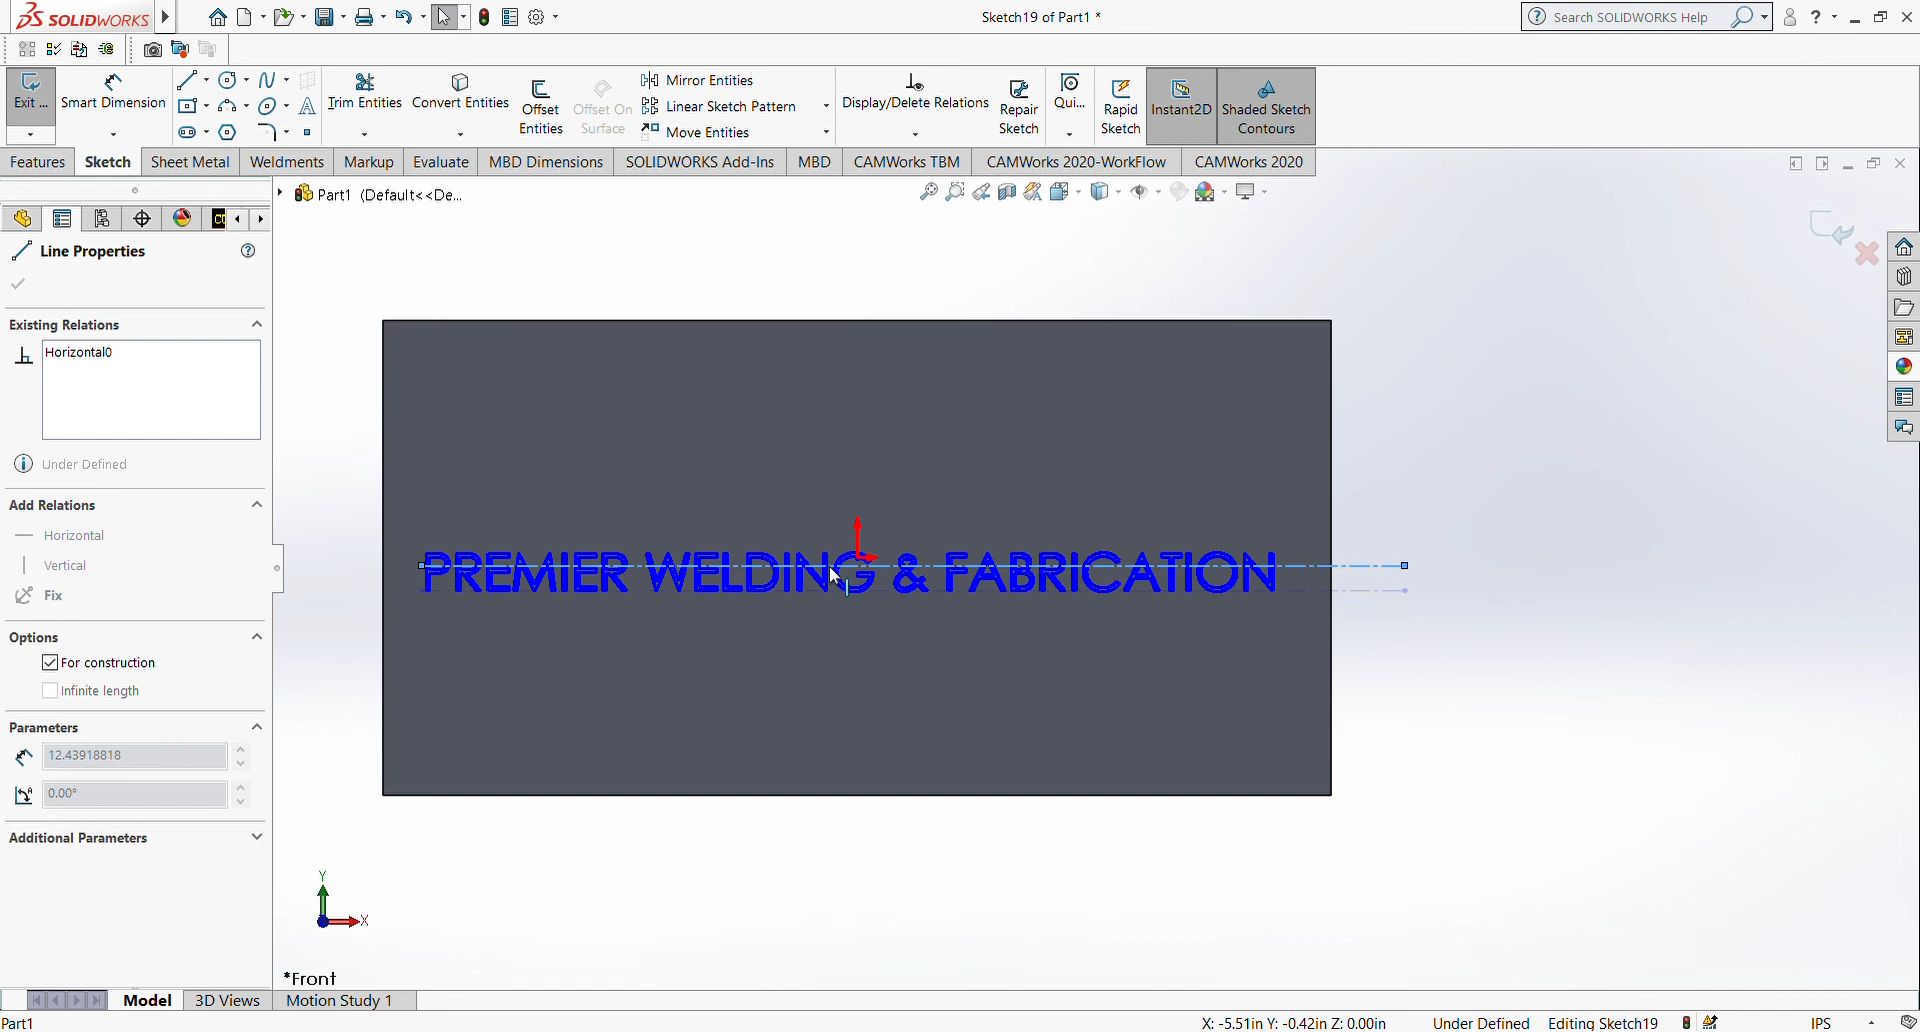 SOLIDWORKS
Sketch19 of Part1 *
Search SOLIDWORKS Help
Exit ...
Smart Dimension
Trim Entities
Convert Entities
Offset Entities
Offset On Surface
Mirror Entities
Linear Sketch Pattern
Move Entities
Display/Delete Relations
Repair Sketch
Qui...
Rapid Sketch
Instant2D
Shaded Sketch Contours
Features
Sketch
Sheet Metal
Weldments
Markup
Evaluate
MBD Dimensions
SOLIDWORKS Add-Ins
MBD
CAMWorks TBM
CAMWorks 2020-WorkFlow
CAMWorks 2020
Part1 (Default<<De...
Line Properties
Existing Relations
Horizontal0
Under Defined
Add Relations
Horizontal
Vertical
Fix
Options
For construction
Infinite length
Parameters
12.43918818
0.00°
Additional Parameters
PREMIER WELDING & FABRICATION
Y
X
*Front
Model
3D Views
Motion Study 1
Part1
X: -5.51in Y: -0.42in Z: 0.00in
Under Defined
Editing Sketch19
IPS